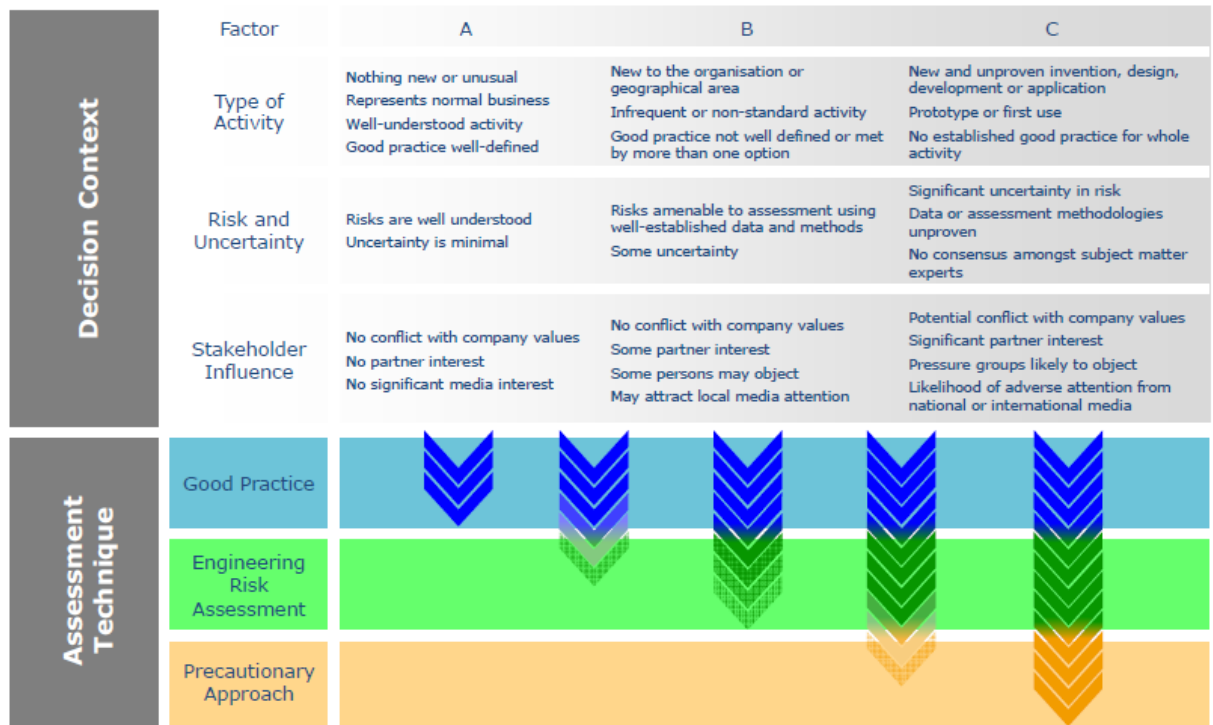 Decision Context
Factor
A
B
C
Type of
Activity
Nothing new or unusual
Represents normal business
Well-understood activity
Good practice well-defined
New to the organisation or
geographical area
Infrequent or non-standard activity
Good practice not well defined or met
by more than one option
New and unproven invention, design,
development or application
Prototype or first use
No established good practice for whole
activity
Risk and
Uncertainty
Risks are well understood
Uncertainty is minimal
Risks amenable to assessment using
well-established data and methods
Some uncertainty
Significant uncertainty in risk
Data or assessment methodologies
unproven
No consensus amongst subject matter
experts
Stakeholder
Influence
No conflict with company values
No partner interest
No significant media interest
No conflict with company values
Some partner interest
Some persons may object
May attract local media attention
Potential conflict with company values
Significant partner interest
Pressure groups likely to object
Likelihood of adverse attention from
national or international media
Assessment
Technique
Good Practice
Engineering
Risk
Assessment
Precautionary
Approach